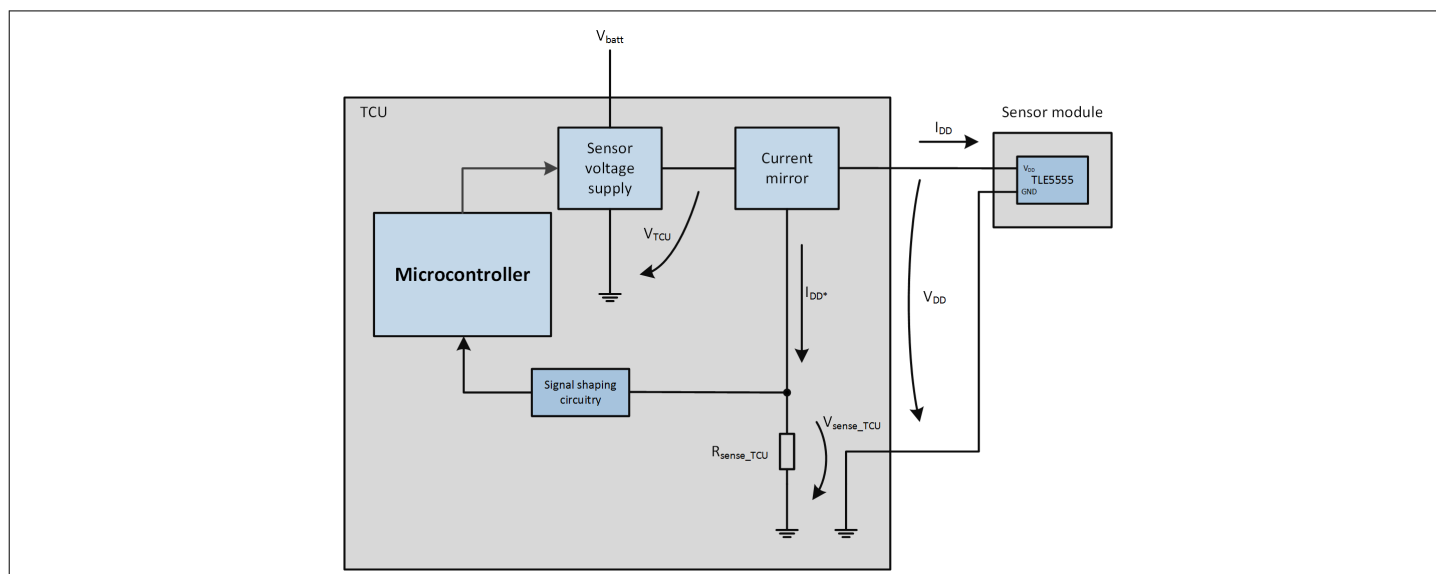 V_batt
TCU
Sensor module
Sensor
voltage
supply
Current
mirror
I_DD
V_DD
TLE5555
GND
V_TCU
Microcontroller
I_DD*
V_DD
Signal shaping
circuitry
V_sense_TCU
R_sense_TCU